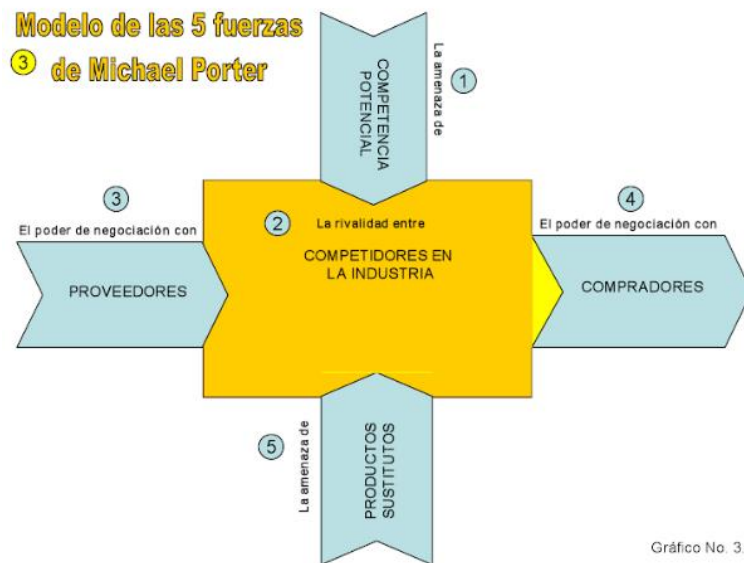 Modelo de las 5 fuerzas
3 de Michael Porter
La amenaza de
1
COMPETENCIA
POTENCIAL
3
El poder de negociación con
PROVEEDORES
2
La rivalidad entre
COMPETIDORES EN
LA INDUSTRIA
4
El poder de negociación con
COMPRADORES
5
La amenaza de
PRODUCTOS
SUSTITUTOS
Gráfico No. 3.